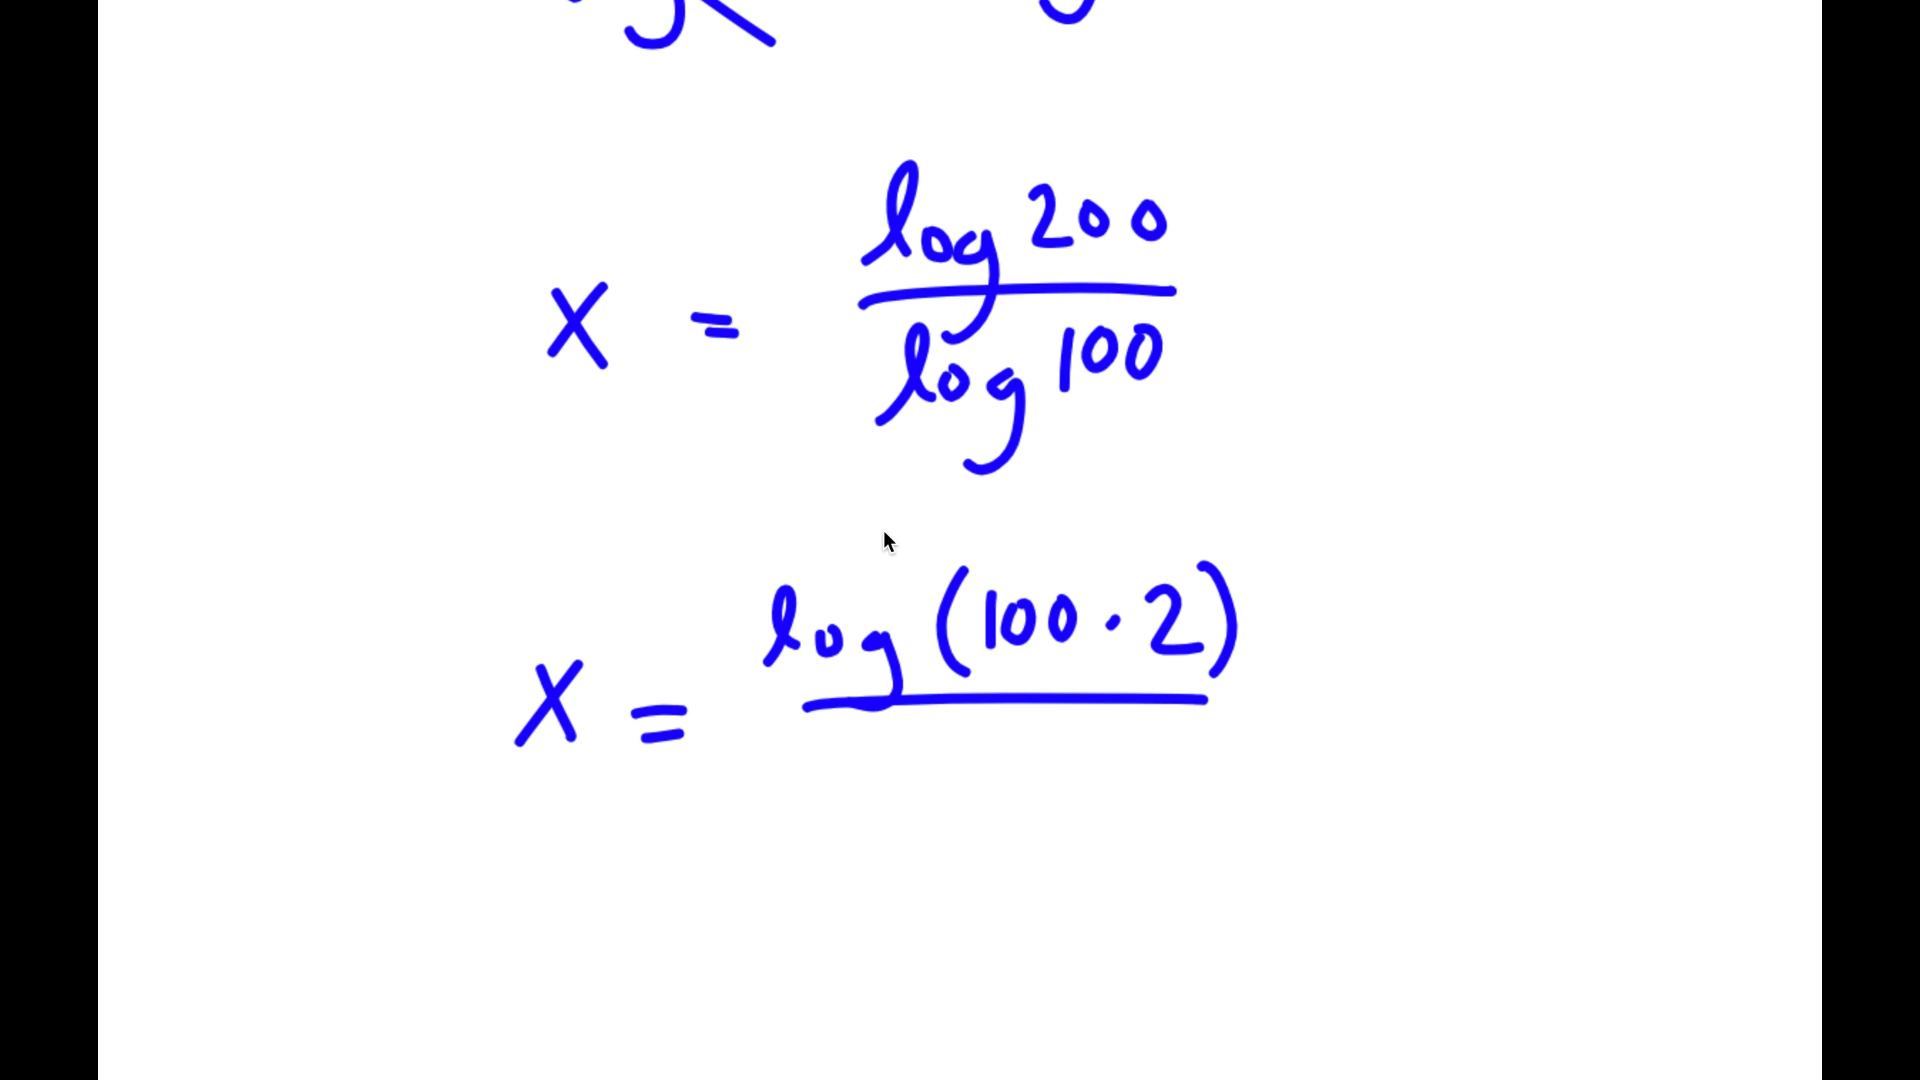 x = log 200 / log 100
x = log (100 · 2)